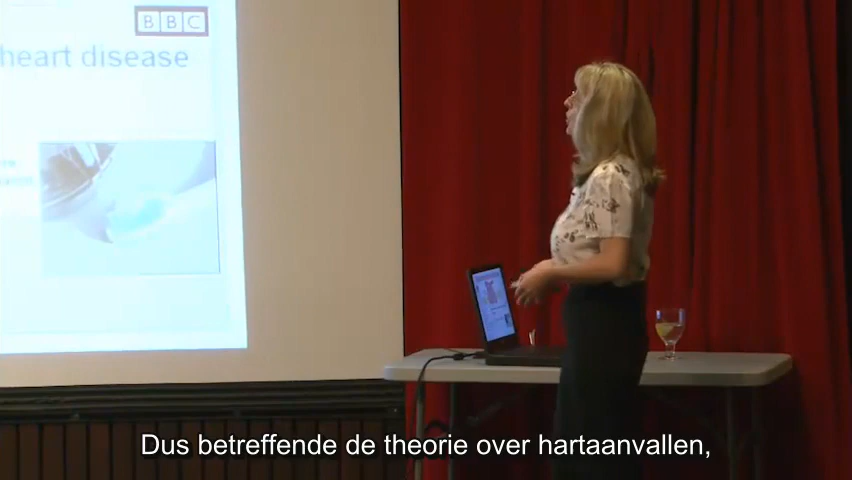 BBC
heart disease
Dus betreffende de theorie over hartaanvallen,